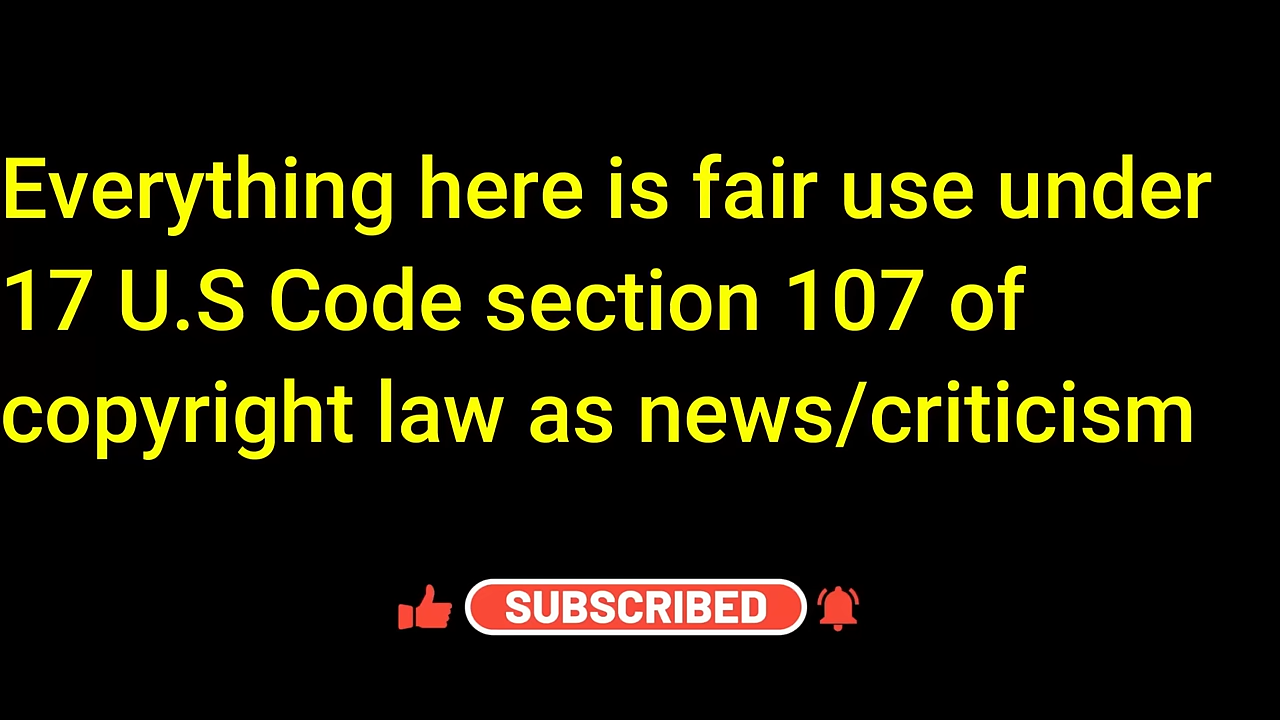 Everything here is fair use under
17 U.S Code section 107 of
copyright law as news/criticism
SUBSCRIBED